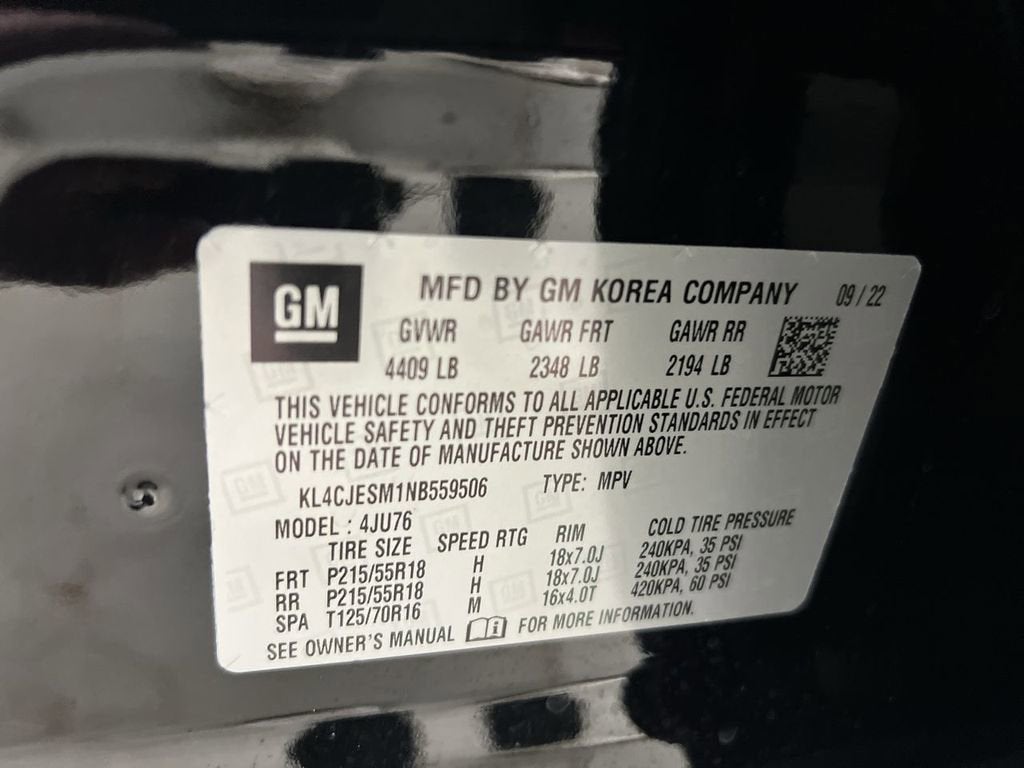 GM
MFD BY GM KOREA COMPANY 09 / 22
GVWR GAWR FRT GAWR RR
4409 LB 2348 LB 2194 LB
THIS VEHICLE CONFORMS TO ALL APPLICABLE U.S. FEDERAL MOTOR
VEHICLE SAFETY AND THEFT PREVENTION STANDARDS IN EFFECT
ON THE DATE OF MANUFACTURE SHOWN ABOVE.
KL4CJESM1NB559506 TYPE: MPV
MODEL : 4JU76
TIRE SIZE SPEED RTG RIM COLD TIRE PRESSURE
FRT P215/55R18 H 18x7.0J 240KPA, 35 PSI
RR P215/55R18 H 18x7.0J 240KPA, 35 PSI
SPA T125/70R16 M 16x4.0T 420KPA, 60 PSI
SEE OWNER'S MANUAL FOR MORE INFORMATION.